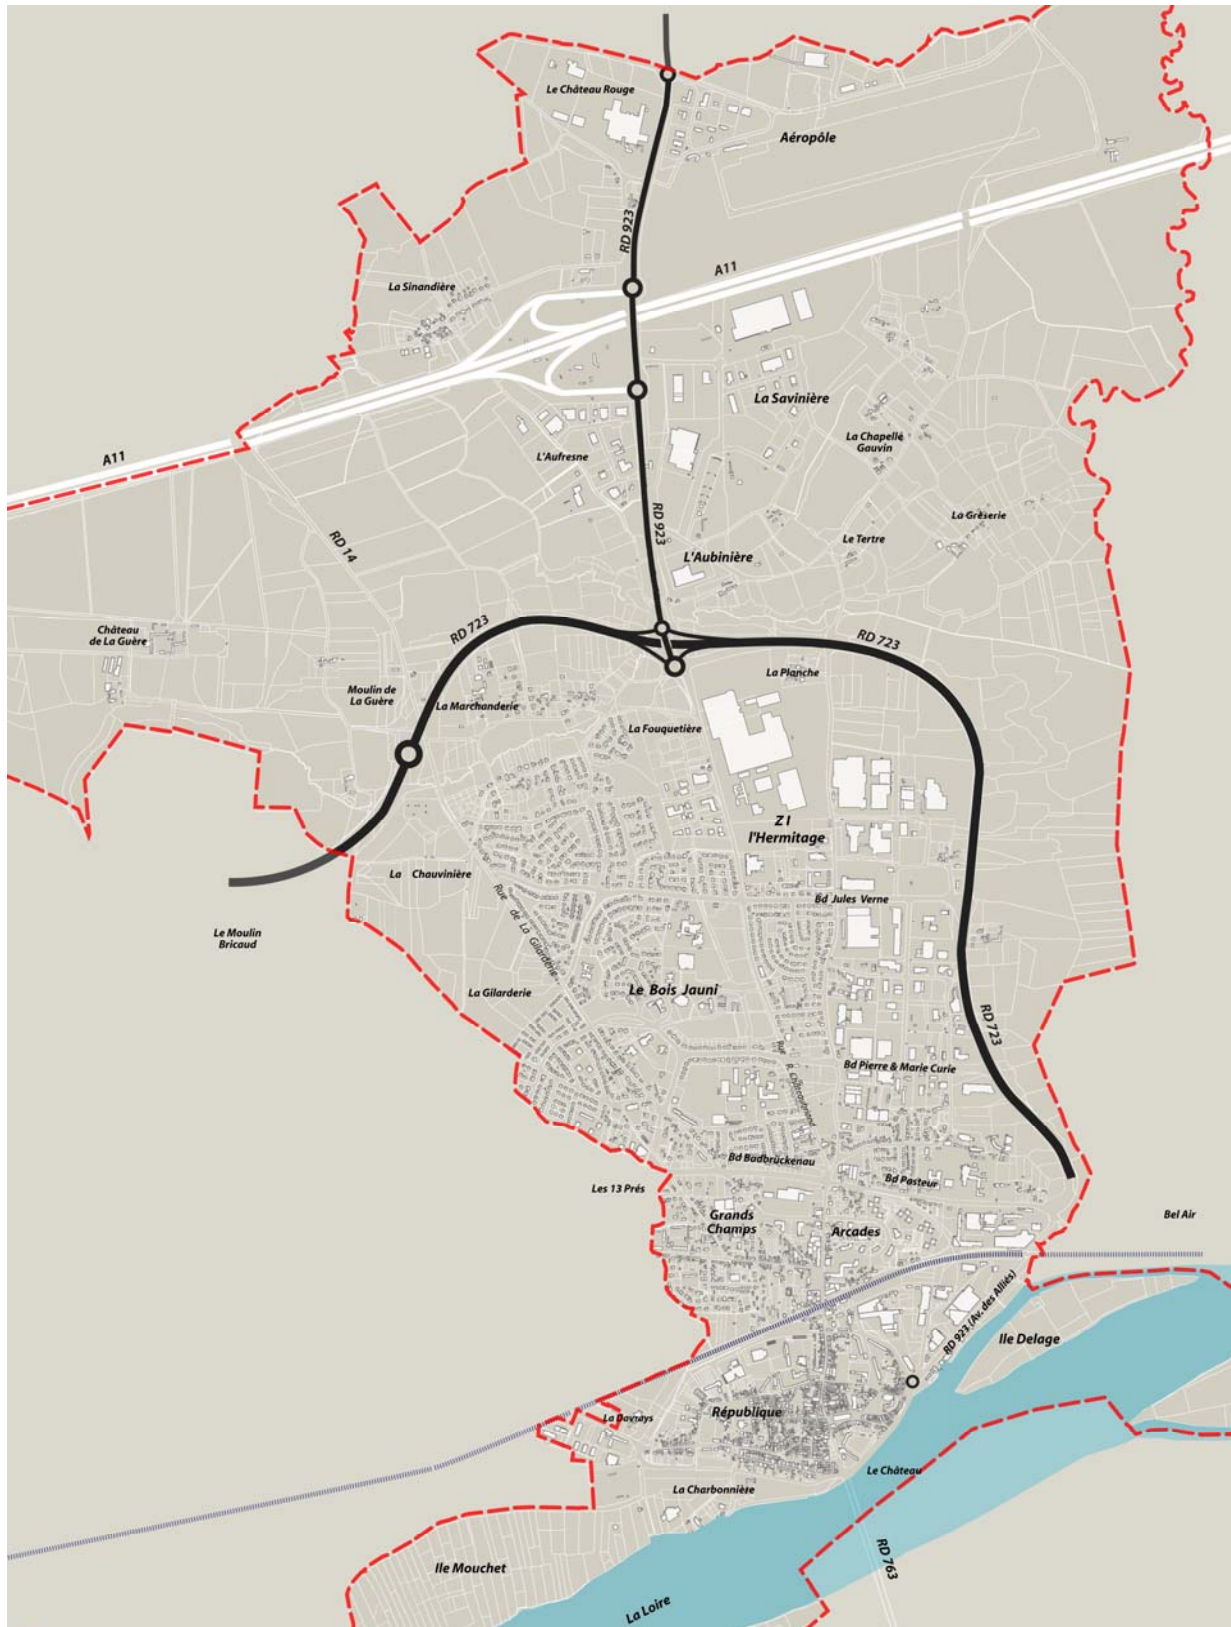 Le Château Rouge
Aéropôle
RD 923
A11
La Sinandière
La Savinière
La Chapelle
Gauvin
L'Aufresne
A11
RD 923
La Gréserie
RD 14
Le Tertre
L'Aubinière
RD 723
Château
de La Guère
RD 723
La Planche
Moulin de
La Guère
La Marchanderie
La Fouquetière
Z I
l'Hermitage
La Chauvinière
Rue de La Gilarderie
Bd Jules Verne
Le Moulin
Bricaud
La Gilarderie
Le Bois Jauni
RD 723
Rue R. Châteaubriand
Bd Pierre & Marie Curie
Bd Badbrückenau
Bd Pasteur
Les 13 Prés
Grands
Champs
Arcades
Bel Air
RD 923 (Av. des Alliés)
Ile Delage
République
La Davrays
Le Château
La Charbonnière
Ile Mouchet
RD 763
La Loire